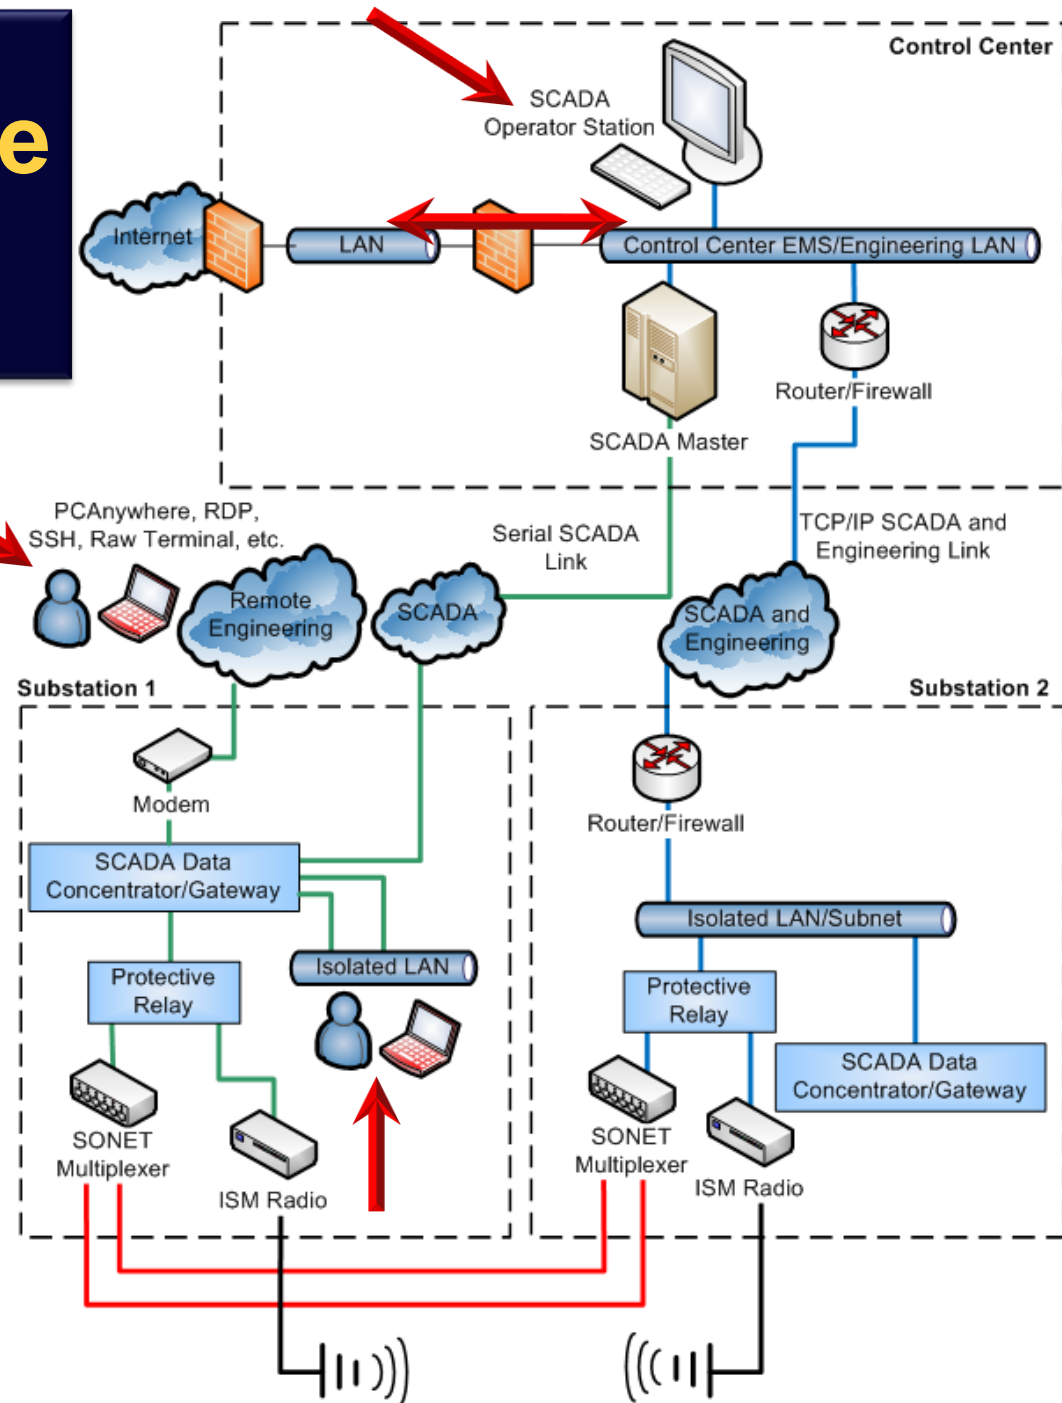 e
Control Center
SCADA
Operator Station
Internet
LAN
Control Center EMS/Engineering LAN
Router/Firewall
SCADA Master
PCAnywhere, RDP,
SSH, Raw Terminal, etc.
Serial SCADA
Link
TCP/IP SCADA and
Engineering Link
Remote
Engineering
SCADA
SCADA and
Engineering
Substation 1
Substation 2
Modem
Router/Firewall
SCADA Data
Concentrator/Gateway
Isolated LAN/Subnet
Isolated LAN
Protective
Relay
Protective
Relay
SCADA Data
Concentrator/Gateway
SONET
Multiplexer
ISM Radio
SONET
Multiplexer
ISM Radio